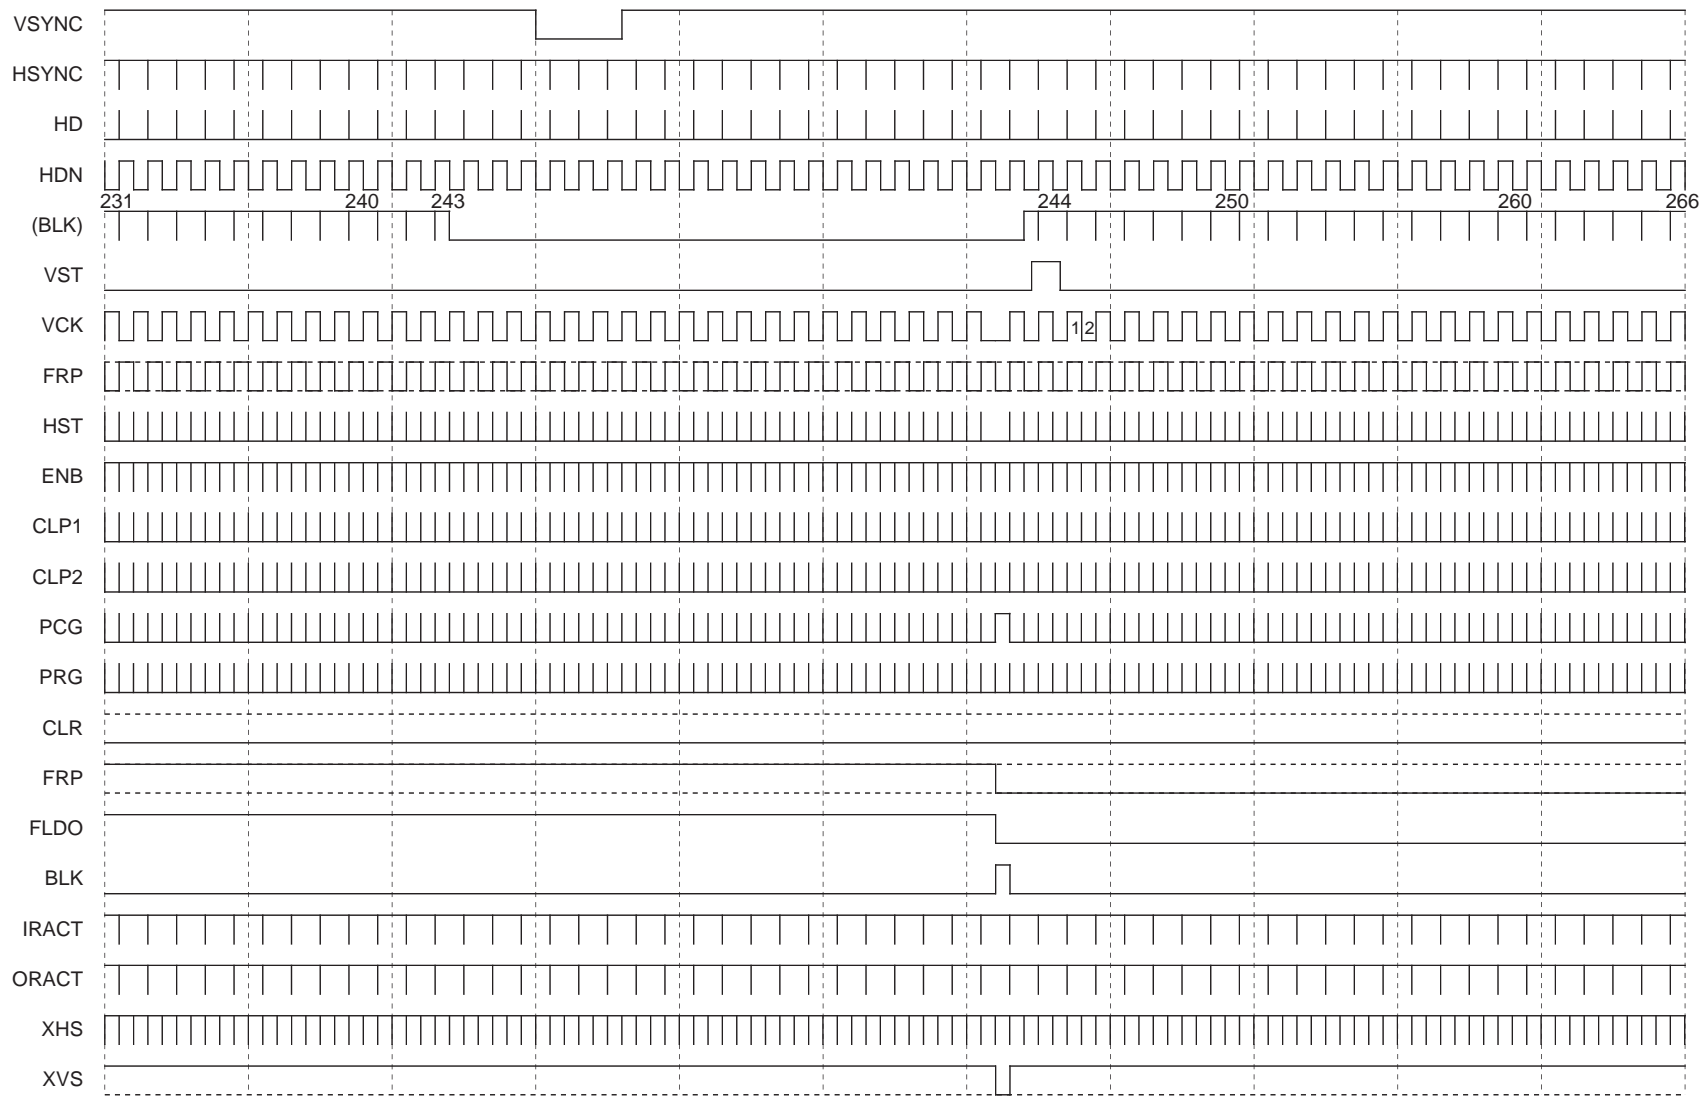 VSYNC
HSYNC
HD
HDN
231 240 243 244 250 260 266
(BLK)
VST
VCK 1 2
FRP
HST
ENB
CLP1
CLP2
PCG
PRG
CLR
FRP
FLDO
BLK
IRACT
ORACT
XHS
XVS